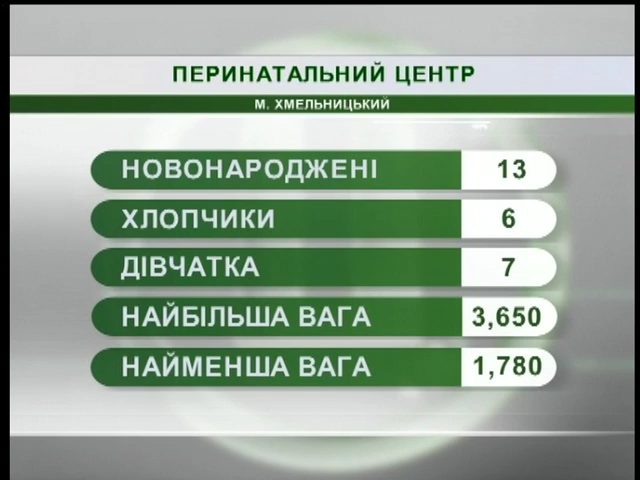 ПЕРИНАТАЛЬНИЙ ЦЕНТР
М. ХМЕЛЬНИЦЬКИЙ
НОВОНАРОДЖЕНІ 13
ХЛОПЧИКИ 6
ДІВЧАТКА 7
НАЙБІЛЬША ВАГА 3,650
НАЙМЕНША ВАГА 1,780